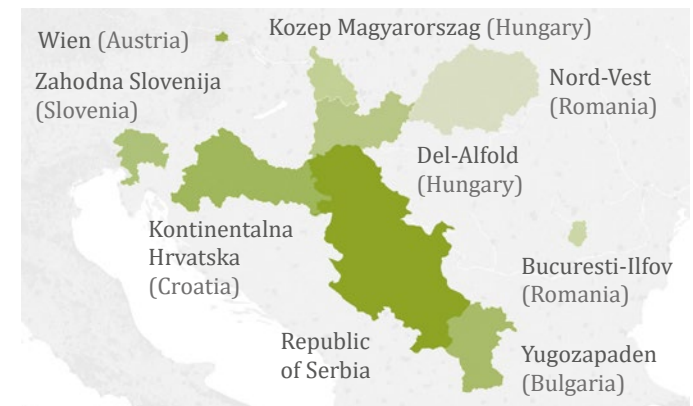 Wien (Austria)
Kozep Magyarorszag (Hungary)
Zahodna Slovenija
(Slovenia)
Nord-Vest
(Romania)
Del-Alfold
(Hungary)
Kontinentalna
Hrvatska
(Croatia)
Bucuresti-Ilfov
(Romania)
Republic
of Serbia
Yugozapaden
(Bulgaria)